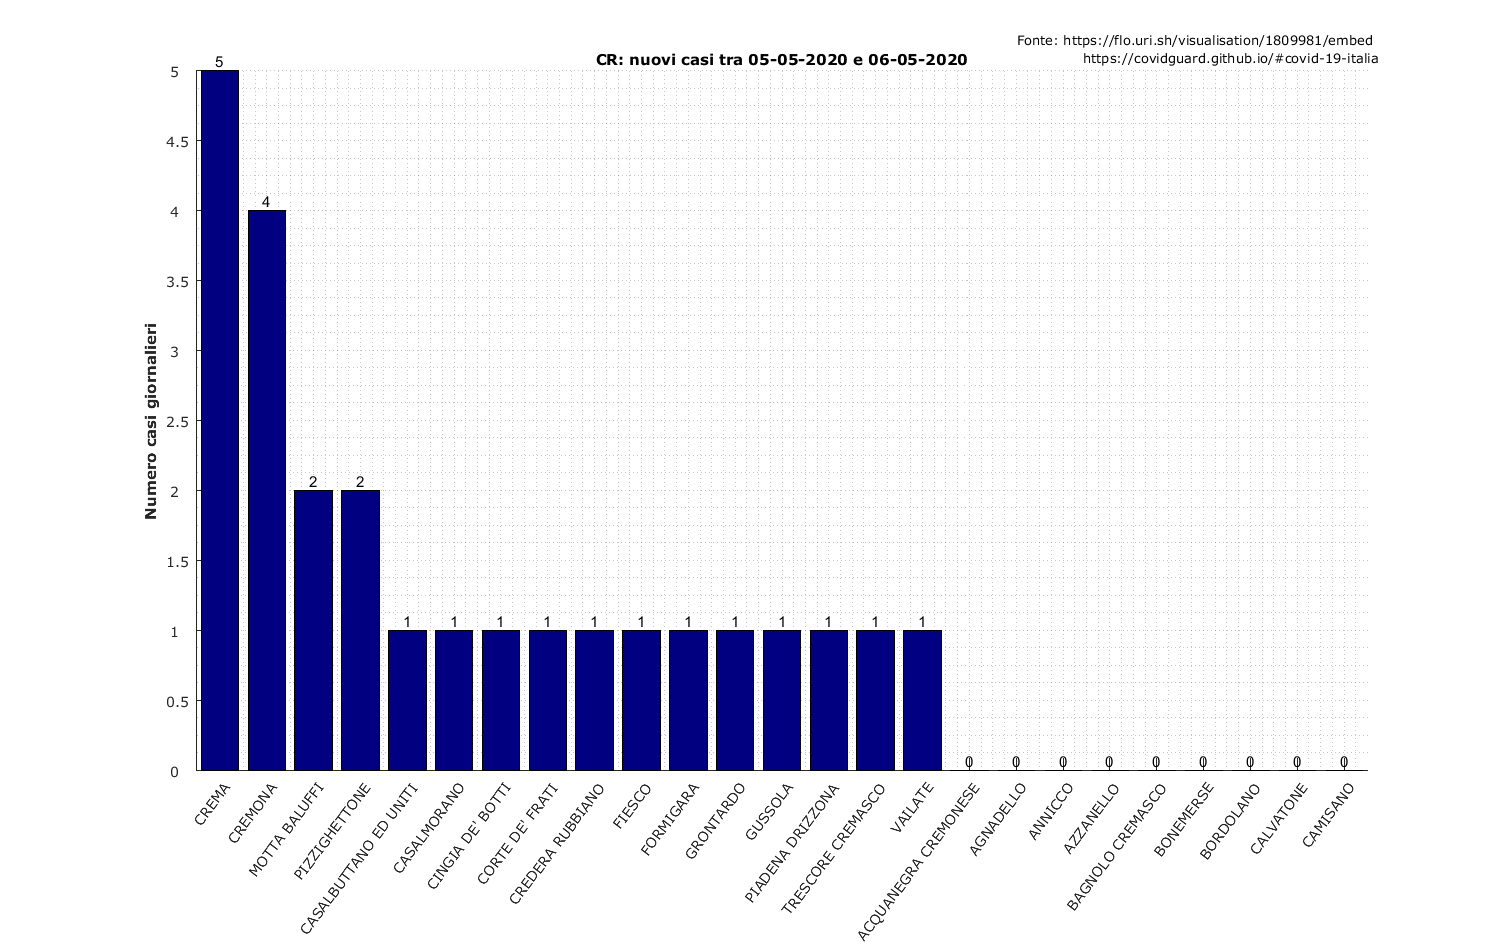 Fonte: https://flo.uri.sh/visualisation/1809981/embed
https://covidguard.github.io/#covid-19-italia
CR: nuovi casi tra 05-05-2020 e 06-05-2020
Numero casi giornalieri
5
4.5
4
3.5
3
2.5
2
1.5
1
0.5
0
5
4
2
2
1
1
1
1
1
1
1
1
1
1
1
1
0
0
0
0
0
0
0
0
0
CREMA
CREMONA
MOTTA BALUFFI
PIZZIGHETTONE
CASALBUTTANO ED UNITI
CASALMORANO
CINGIA DE' BOTTI
CORTE DE' FRATI
CREDERA RUBBIANO
FIESCO
FORMIGARA
GRONTARDO
GUSSOLA
PIADENA DRIZZONA
TRESCORE CREMASCO
VAILATE
ACQUANEGRA CREMONESE
AGNADELLO
ANNICCO
AZZANELLO
BAGNOLO CREMASCO
BONEMERSE
BORDOLANO
CALVATONE
CAMISANO